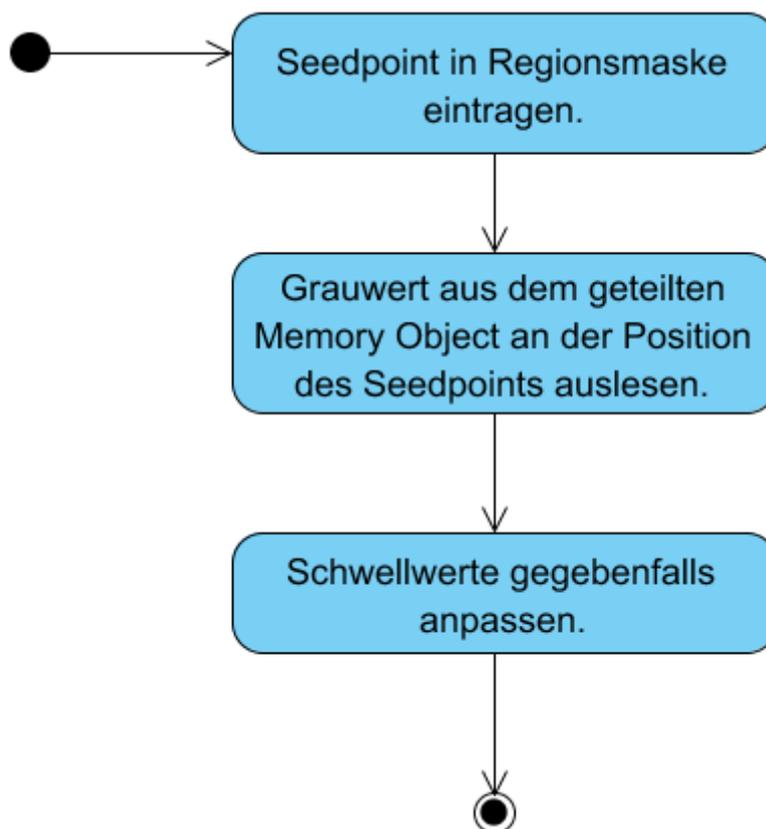 Seedpoint in Regionsmaske
eintragen.
Grauwert aus dem geteilten
Memory Object an der Position
des Seedpoints auslesen.
Schwellwerte gegebenfalls
anpassen.